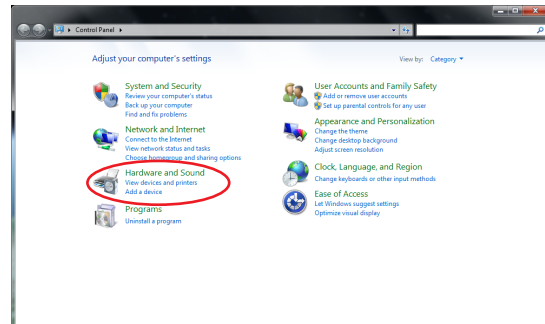 Control Panel
Adjust your computer's settings
View by: Category
System and Security
Review your computer's status
Back up your computer
Find and fix problems
Network and Internet
Connect to the Internet
View network status and tasks
Choose homegroup and sharing options
Hardware and Sound
View devices and printers
Add a device
Programs
Uninstall a program
User Accounts and Family Safety
Add or remove user accounts
Set up parental controls for any user
Appearance and Personalization
Change the theme
Change desktop background
Adjust screen resolution
Clock, Language, and Region
Change keyboards or other input methods
Ease of Access
Let Windows suggest settings
Optimize visual display